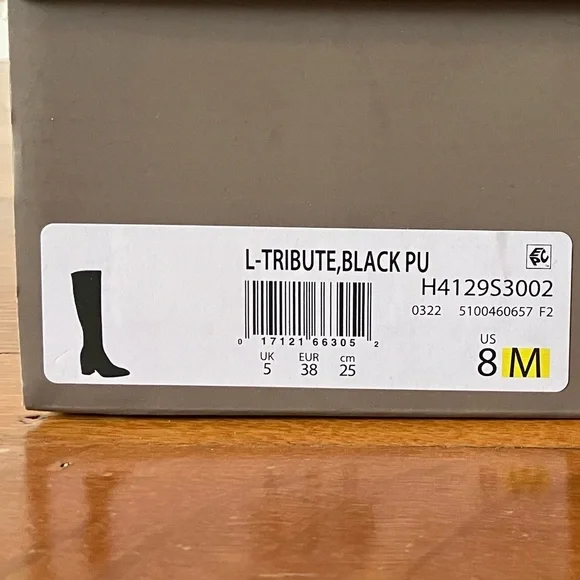 L-TRIBUTE,BLACK PU
H4129S3002
0322 5100460657 F2
0 17121 66305 2
UK EUR cm
5 38 25
US
8 M